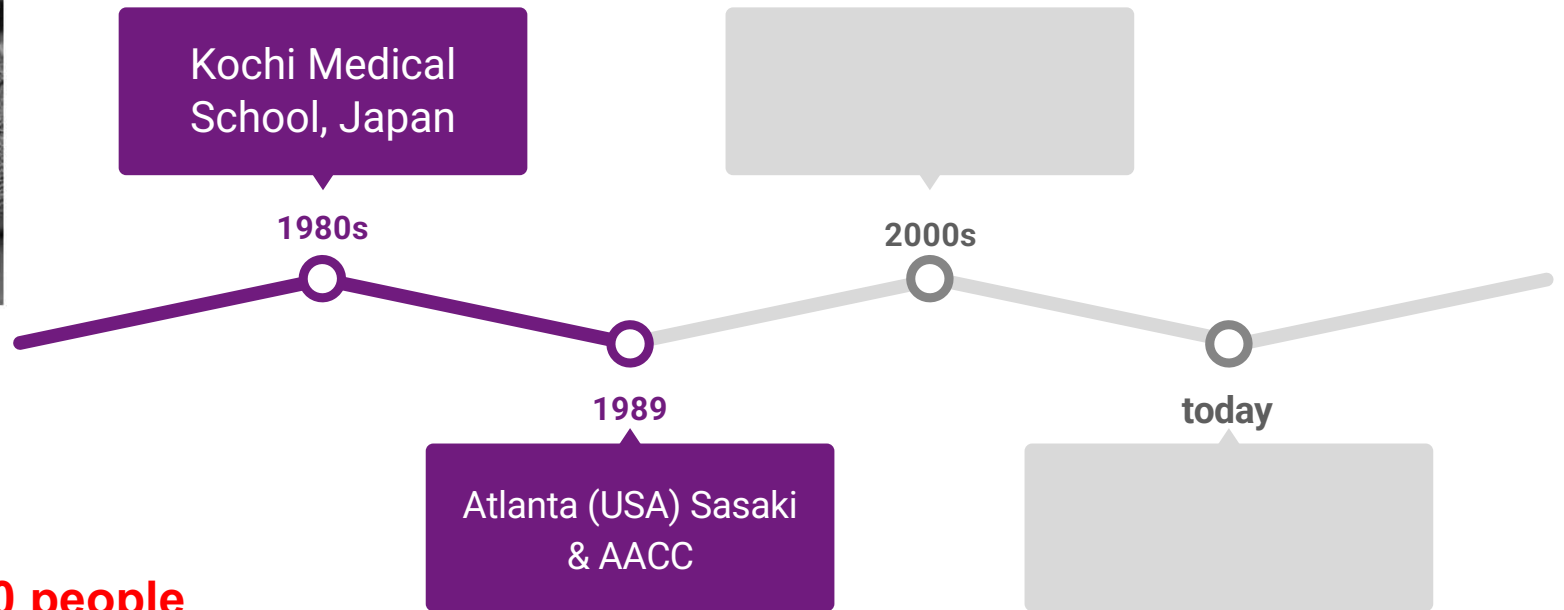 Kochi Medical
School, Japan
1980s
2000s
1989
today
Atlanta (USA) Sasaki
& AACC
people